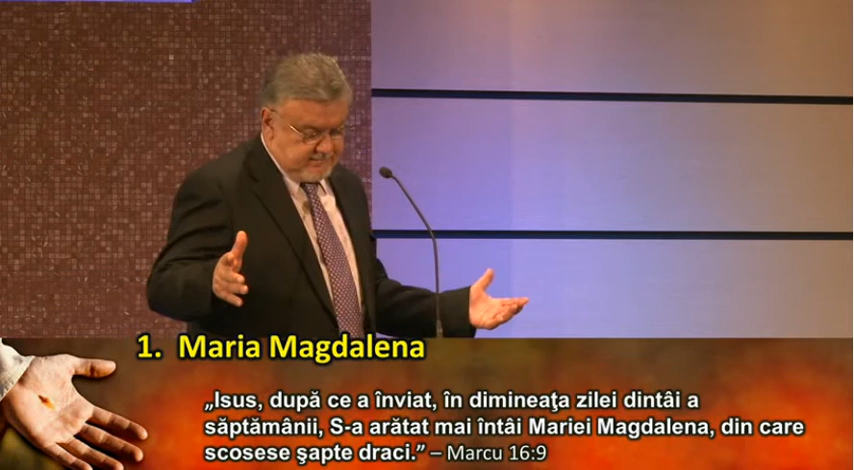 1. Maria Magdalena
„Isus, după ce a înviat, în dimineaţa zilei dintâi a
săptămânii, S-a arătat mai întâi Mariei Magdalena, din care
scosese şapte draci.” – Marcu 16:9